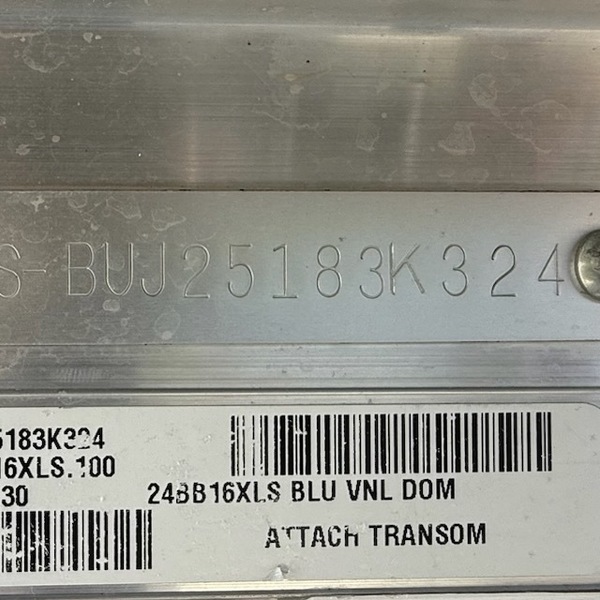 S-BUJ25183K324
5183K324
16XLS.100
30
24BB16XLS BLU VNL DOM
ATTACH TRANSOM